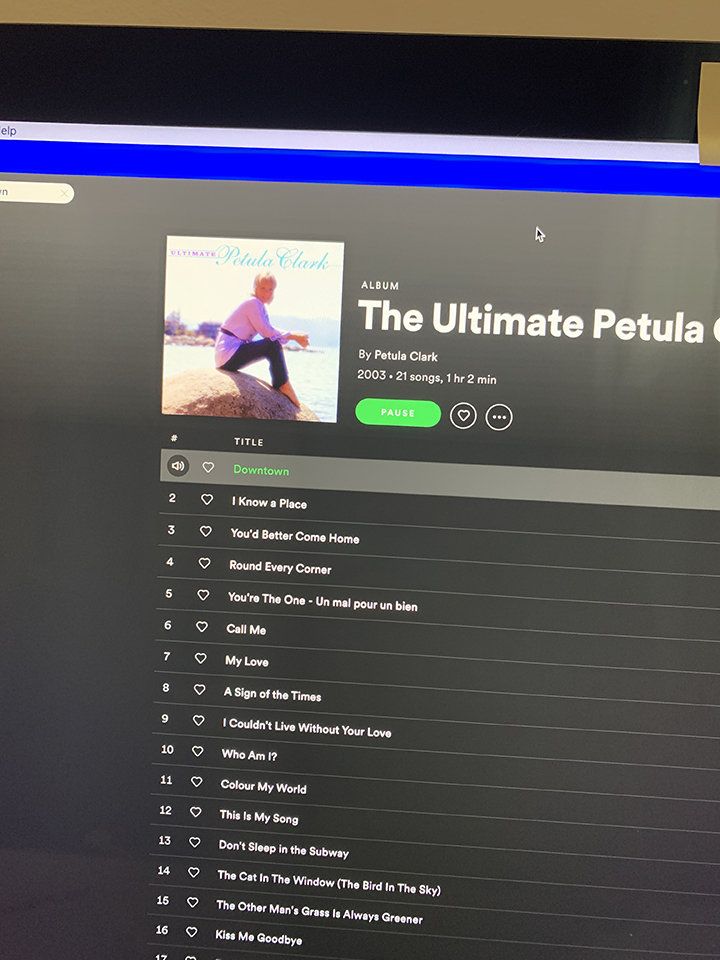 elp
n
ULTIMATE Petula Clark
ALBUM
The Ultimate Petula
By Petula Clark
2003 • 21 songs, 1 hr 2 min
PAUSE
# TITLE
Downtown
2 I Know a Place
3 You'd Better Come Home
4 Round Every Corner
5 You're The One - Un mal pour un bien
6 Call Me
7 My Love
8 A Sign of the Times
9 I Couldn't Live Without Your Love
10 Who Am I?
11 Colour My World
12 This Is My Song
13 Don't Sleep in the Subway
14 The Cat In The Window (The Bird In The Sky)
15 The Other Man's Grass Is Always Greener
16 Kiss Me Goodbye
17